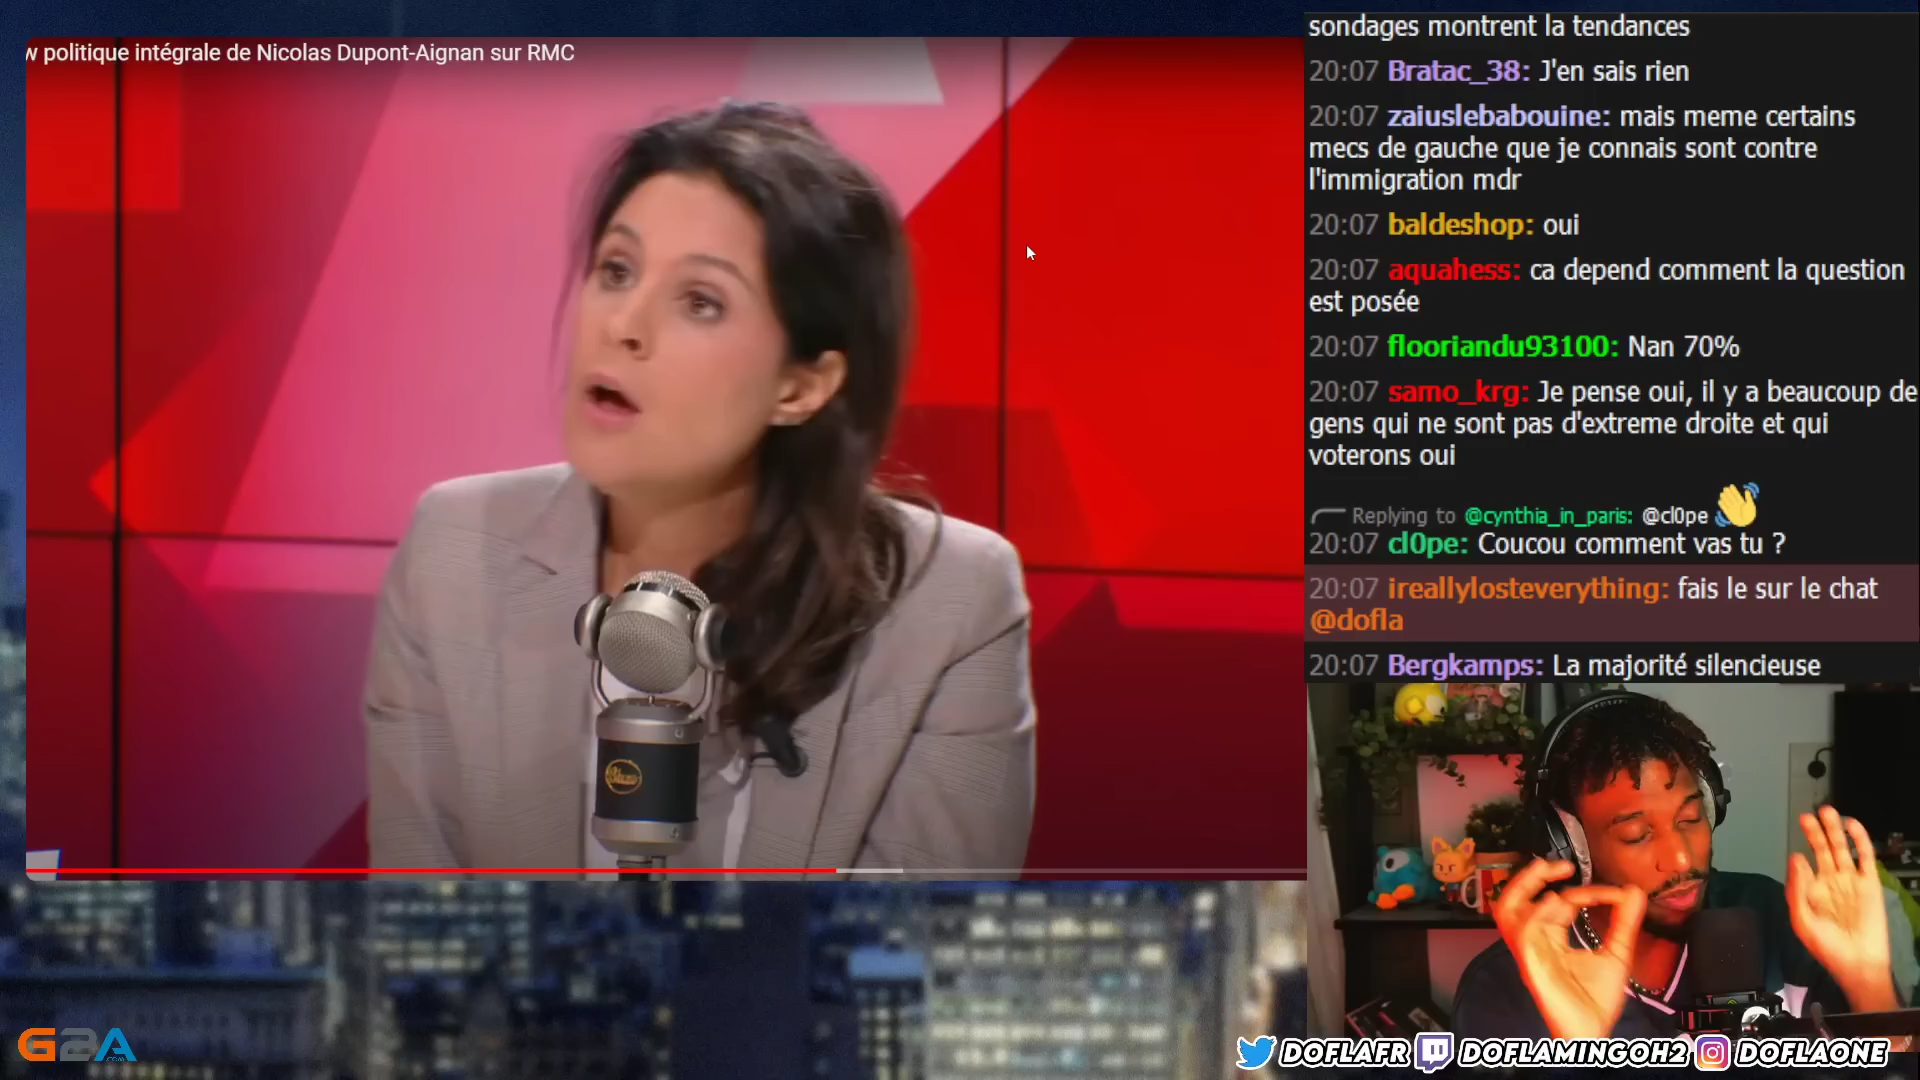 w politique intégrale de Nicolas Dupont-Aignan sur RMC
sondages montrent la tendances
20:07 Bratac_38: J'en sais rien
20:07 zaiuslebabouine: mais meme certains
mecs de gauche que je connais sont contre
l'immigration mdr
20:07 baldeshop: oui
20:07 aquahess: ca depend comment la question
est posée
20:07 flooriandu93100: Nan 70%
20:07 samo_krg: Je pense oui, il y a beaucoup de
gens qui ne sont pas d'extreme droite et qui
voterons oui
Replying to @cynthia_in_paris: @cl0pe
20:07 cl0pe: Coucou comment vas tu ?
20:07 ireallylosteverything: fais le sur le chat
@dofla
20:07 Bergkamps: La majorité silencieuse
Blue
G2A
.COM
DOFLAFR DOFLAMINGOH2 DOFLAONE